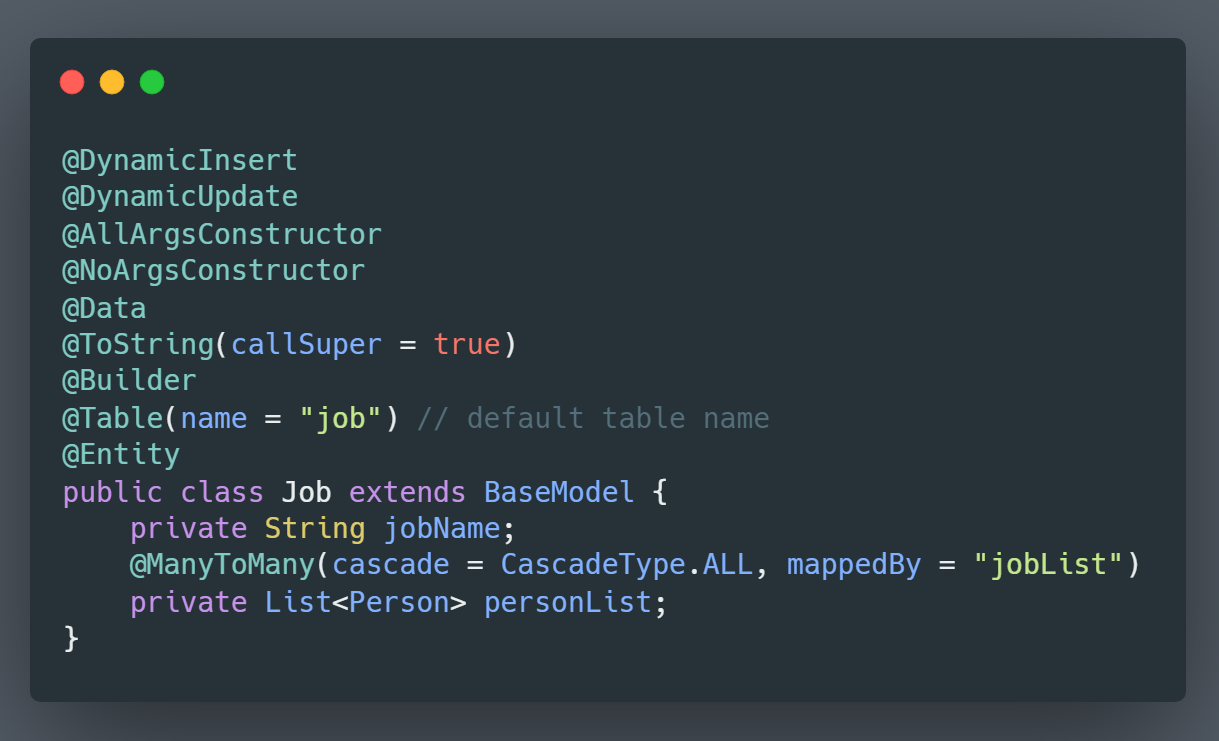 @DynamicInsert
@DynamicUpdate
@AllArgsConstructor
@NoArgsConstructor
@Data
@ToString(callSuper = true)
@Builder
@Table(name = "job") // default table name
@Entity
public class Job extends BaseModel {
    private String jobName;
    @ManyToMany(cascade = CascadeType.ALL, mappedBy = "jobList")
    private List<Person> personList;
}